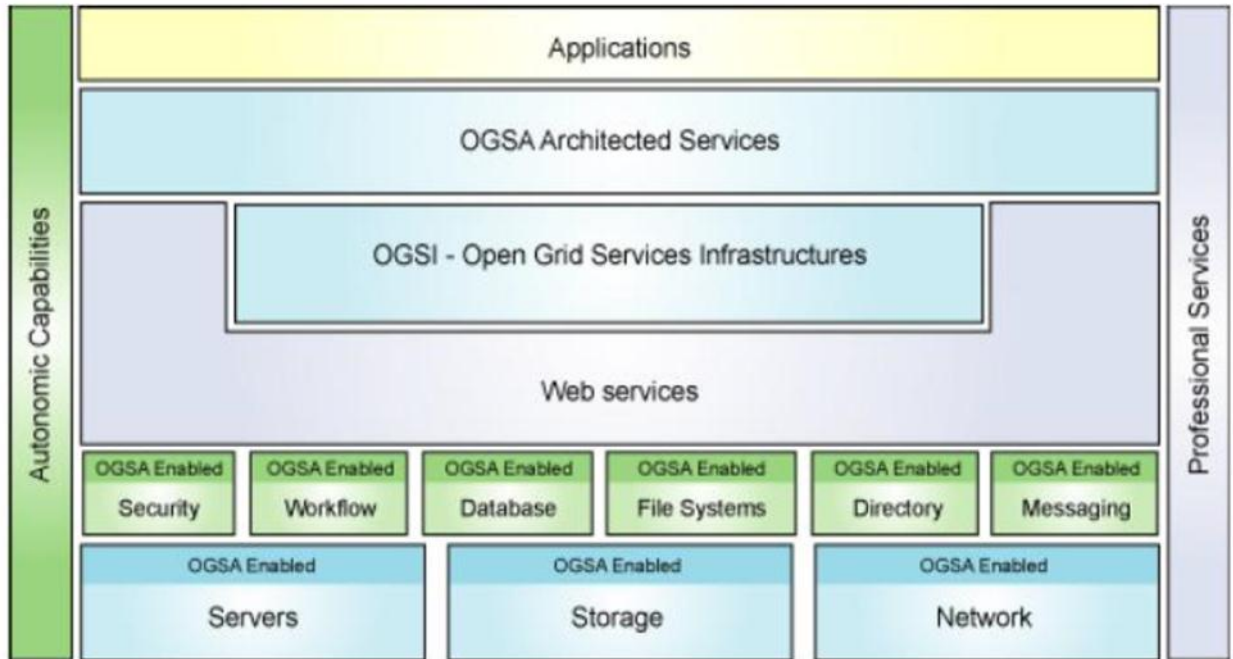 Applications
OGSA Architected Services
OGSI - Open Grid Services Infrastructures
Web services
OGSA Enabled
Security
OGSA Enabled
Workflow
OGSA Enabled
Database
OGSA Enabled
File Systems
OGSA Enabled
Directory
OGSA Enabled
Messaging
OGSA Enabled
Servers
OGSA Enabled
Storage
OGSA Enabled
Network
Autonomic Capabilities
Professional Services